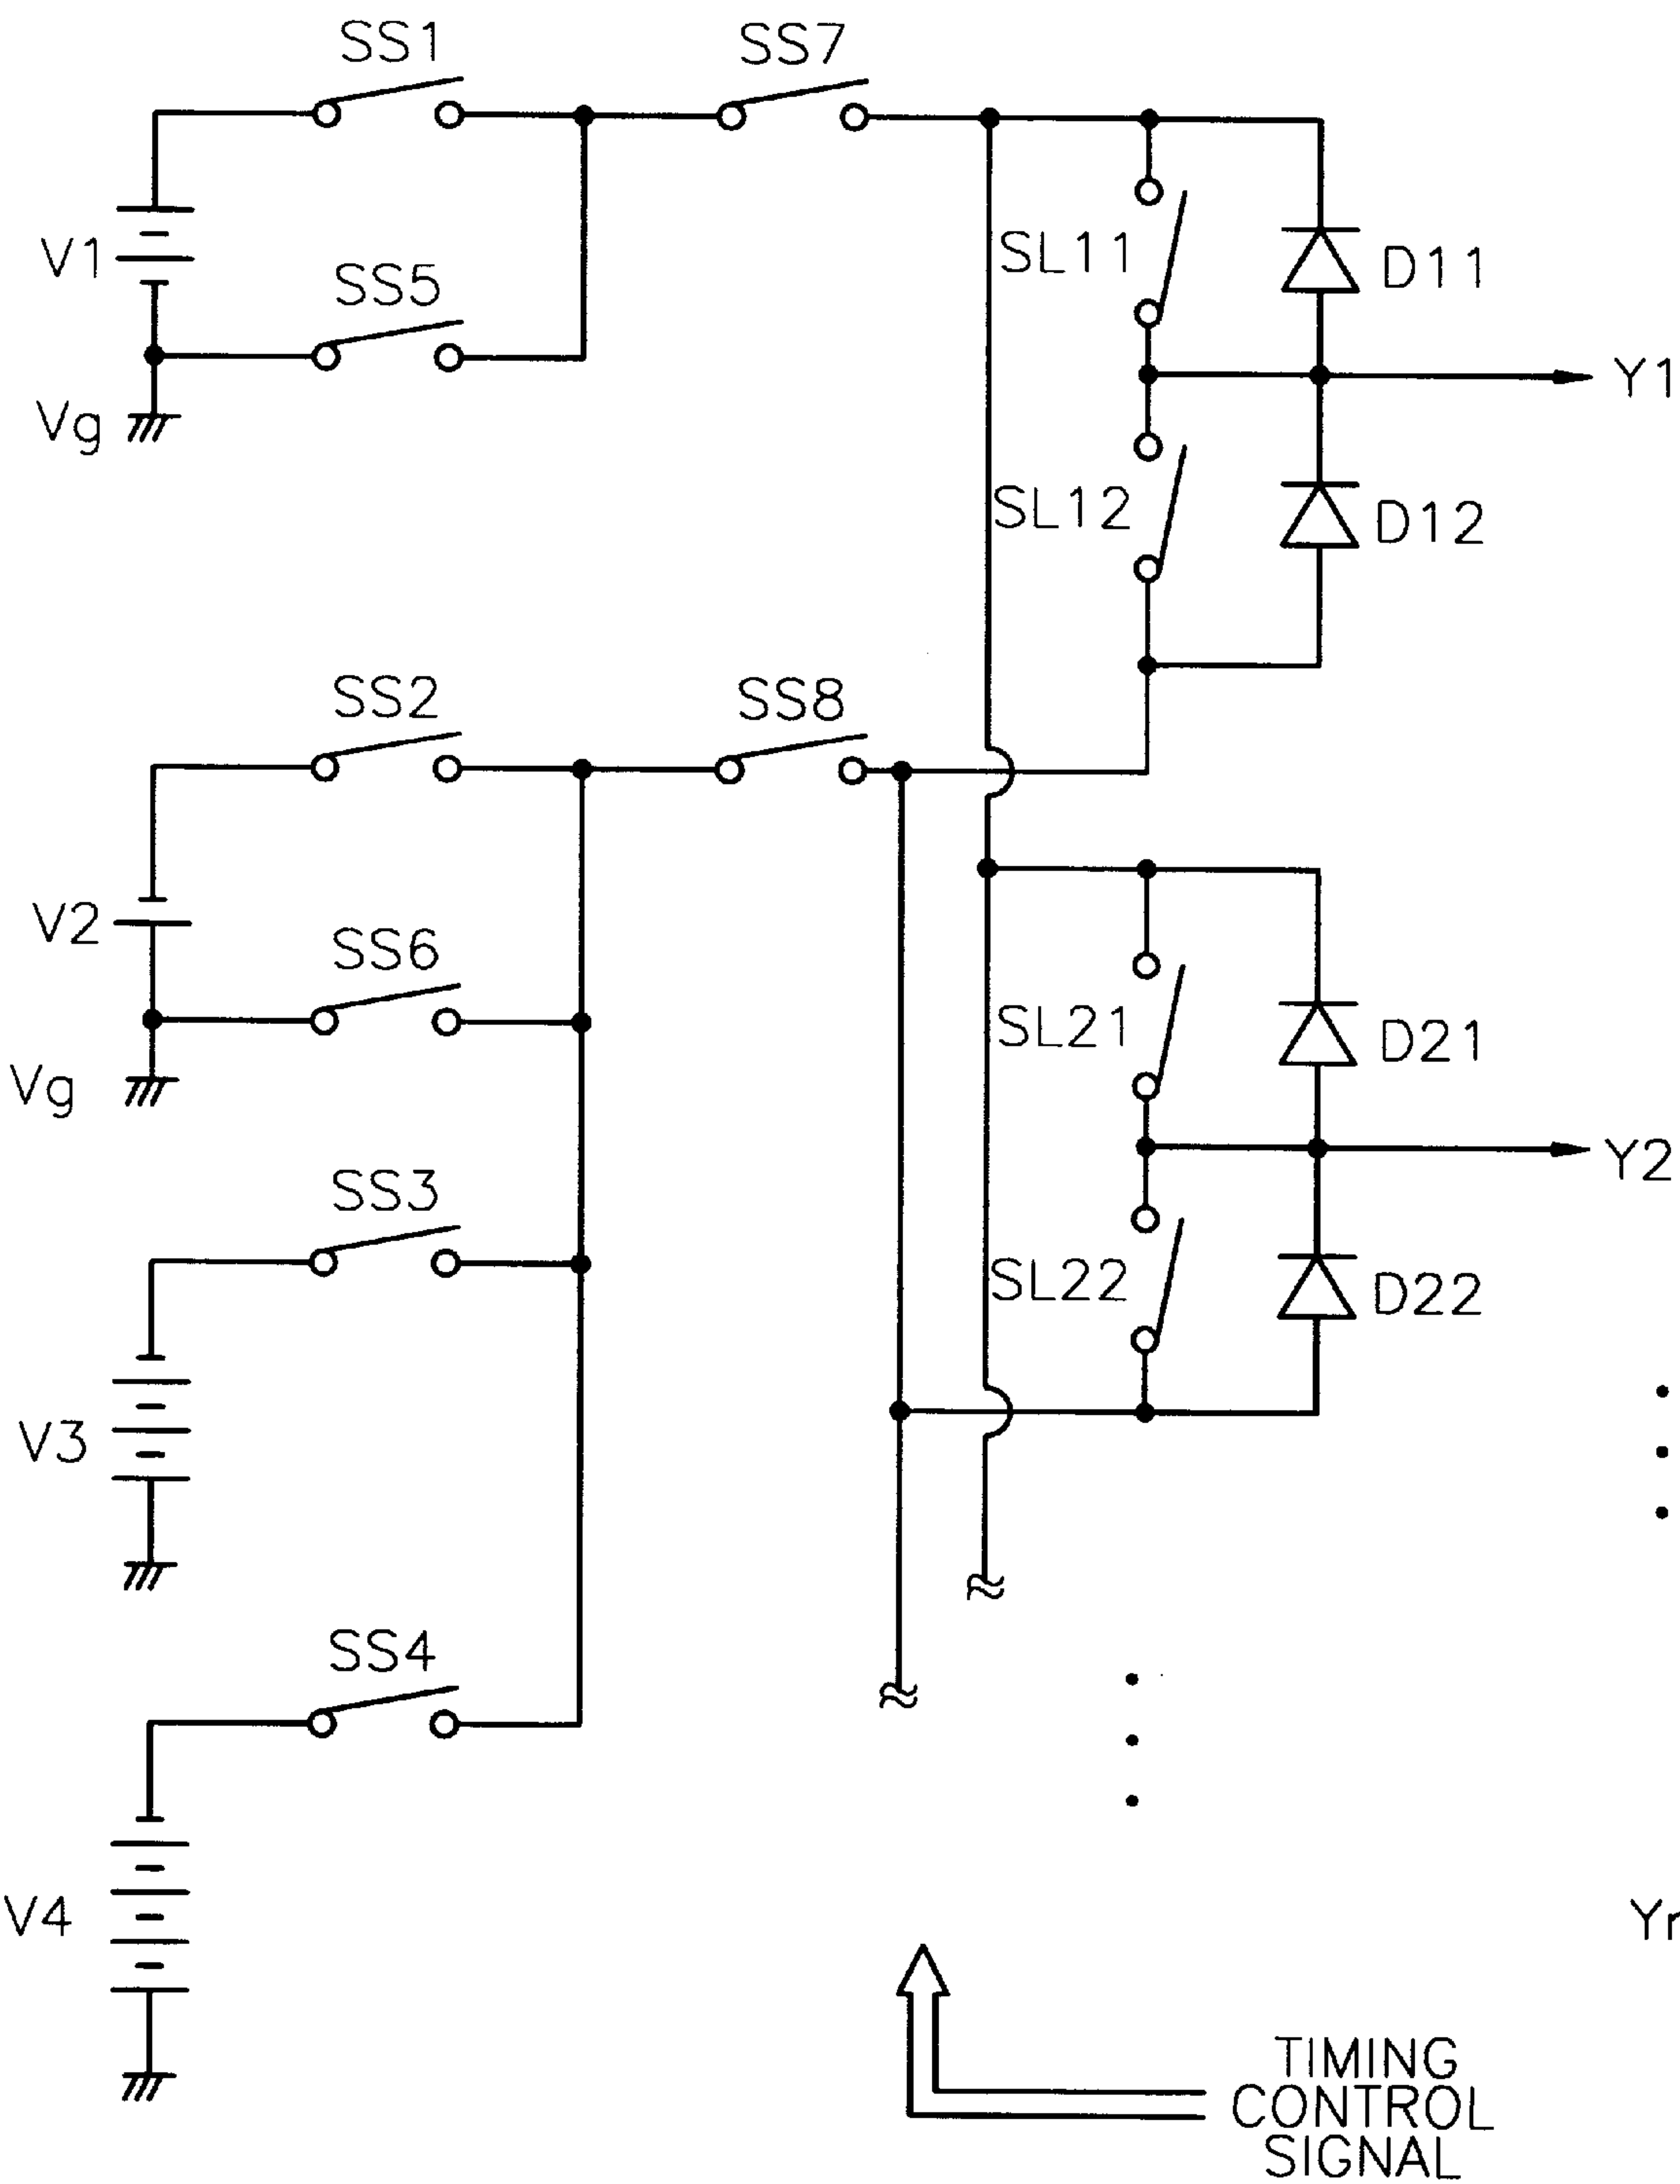 SS1
SS7
V1
SL11
D11
SS5
Y1
Vg
SL12
D12
SS2
SS8
V2
SS6
SL21
D21
Vg
Y2
SS3
SL22
D22
V3
SS4
V4
TIMING
CONTROL
SIGNAL